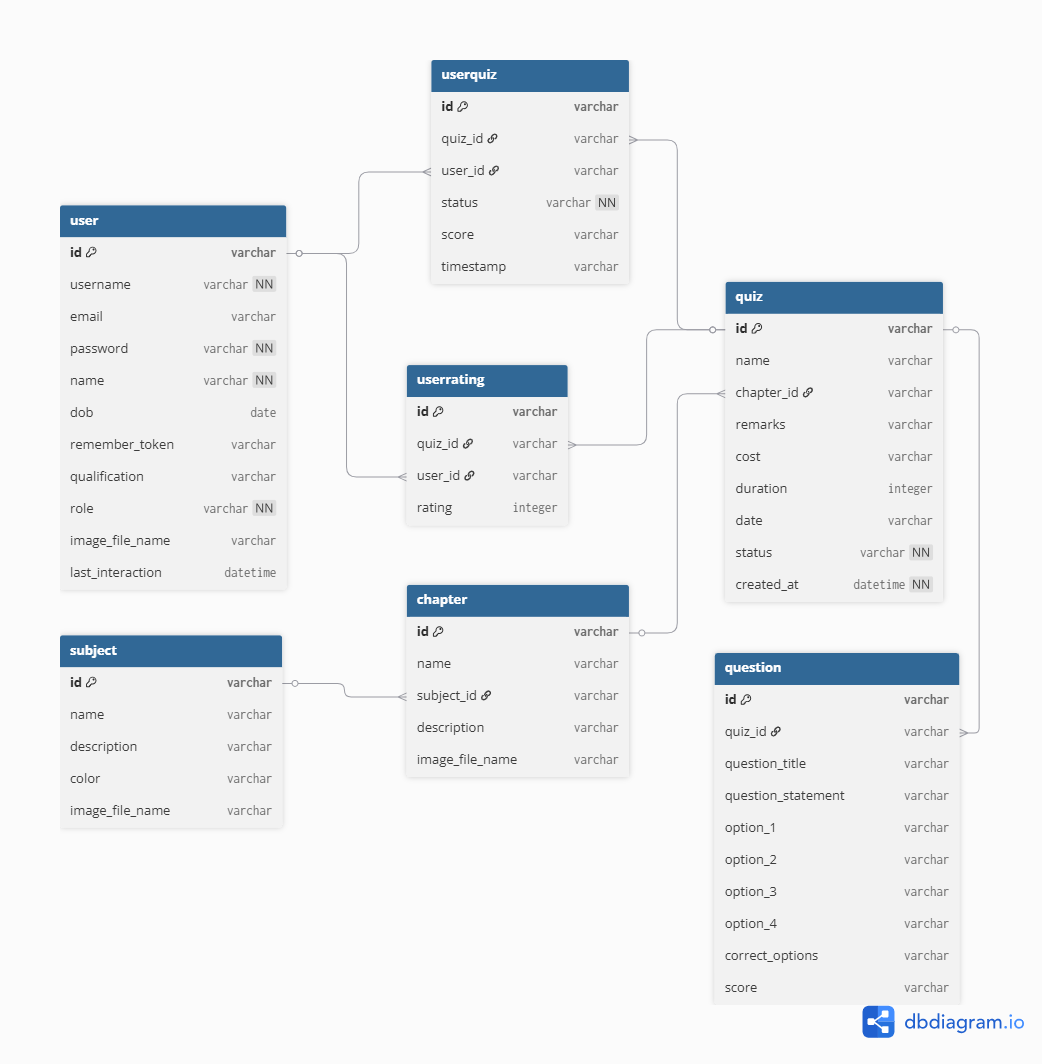 userquiz
id varchar
quiz_id varchar
user_id varchar
status varchar NN
score varchar
timestamp varchar
user
id varchar
username varchar NN
email varchar
password varchar NN
name varchar NN
dob date
remember_token varchar
qualification varchar
role varchar NN
image_file_name varchar
last_interaction datetime
quiz
id varchar
name varchar
chapter_id varchar
remarks varchar
cost varchar
duration integer
date varchar
status varchar NN
created_at datetime NN
userrating
id varchar
quiz_id varchar
user_id varchar
rating integer
chapter
id varchar
name varchar
subject_id varchar
description varchar
image_file_name varchar
subject
id varchar
name varchar
description varchar
color varchar
image_file_name varchar
question
id varchar
quiz_id varchar
question_title varchar
question_statement varchar
option_1 varchar
option_2 varchar
option_3 varchar
option_4 varchar
correct_options varchar
score varchar
dbdiagram.io